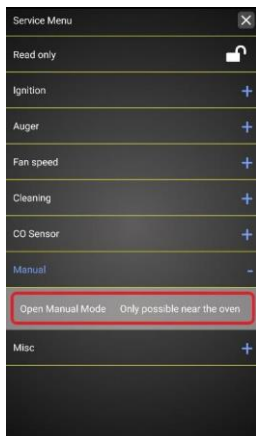 Service Menu
Read only
Ignition +
Auger +
Fan speed +
Cleaning +
CO Sensor +
Manual -
Open Manual Mode Only possible near the oven
Misc +